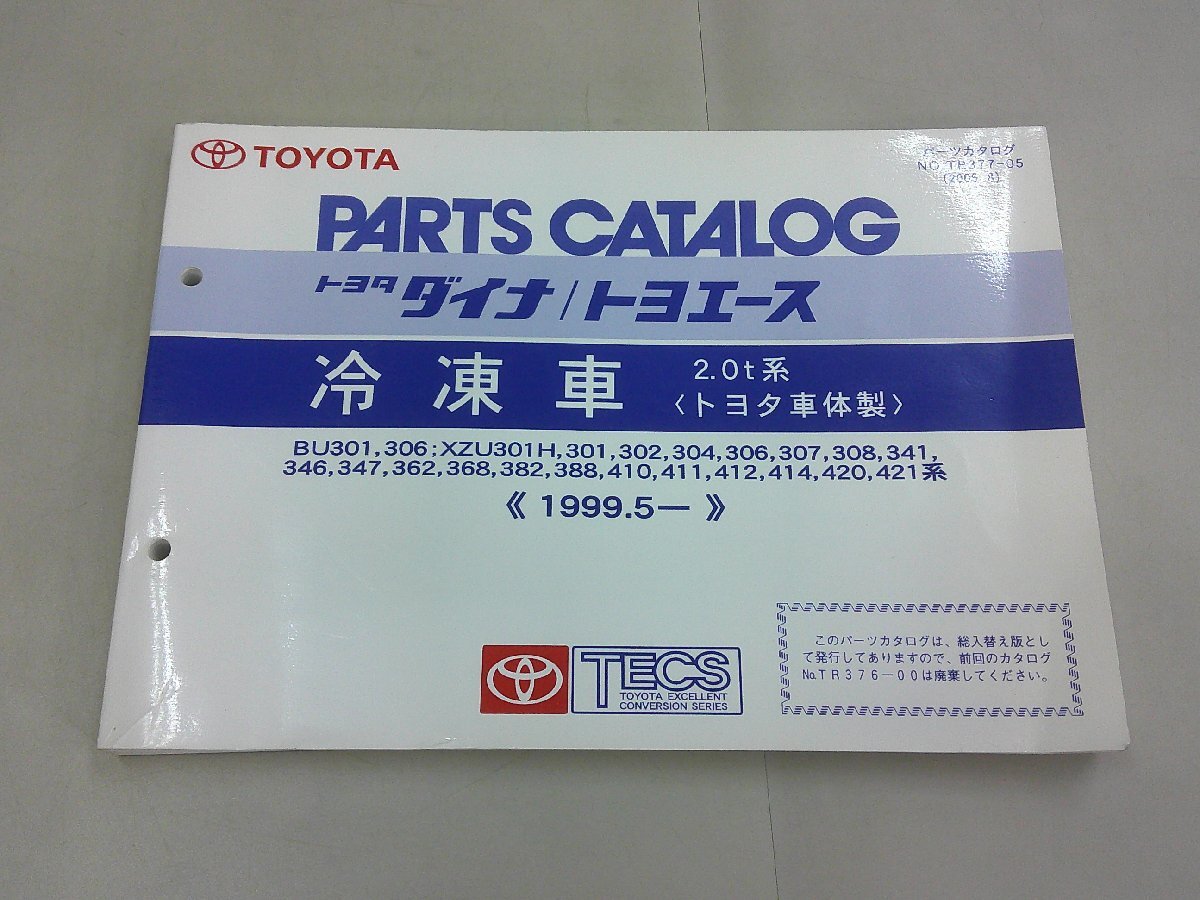 TOYOTA
パーツカタログ
NO.TR377-05
PARTS CATALOG
トヨタ ダイナ/トヨエース
冷凍車 2.0t系
〈トヨタ車体製〉
BU301,306:XZU301H,301,302,304,306,307,308,341,
346,347,362,368,382,388,410,411,412,414,420,421系
《 1999.5ー 》
TECS
TOYOTA EXCELLENT
CONVERSION SERIES
このパーツカタログは、総入替え版とし
て発行してありますので、前回のカタログ
No.TR376-00は廃棄してください。